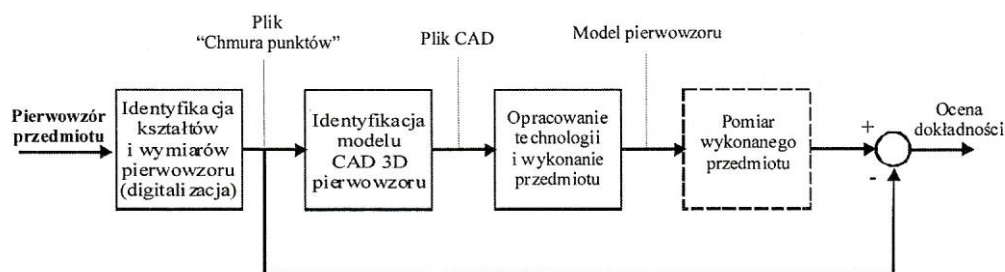 Plik
“Chmura punktów”
Plik CAD
Model pierwowzoru
Pierwowzór
przedmiotu
Identyfikacja
kształtów
i wymiarów
pierwowzoru
(digitalizacja)
Identyfikacja
modelu
CAD 3D
pierwowzoru
Opracowanie
technologii
i wykonanie
przedmiotu
Pomiar
wykonanego
przedmiotu
+
-
Ocena
dokładności